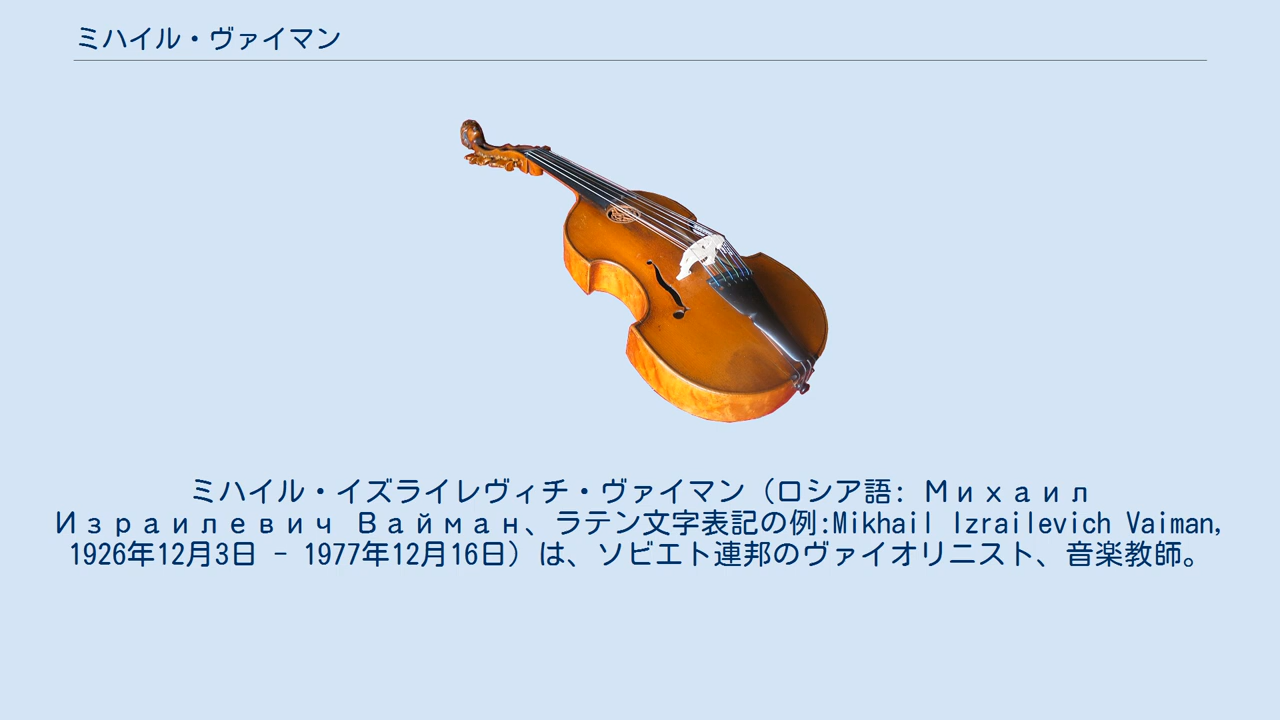 ミハイル・ヴァイマン
ミハイル・イズライレヴィチ・ヴァイマン（ロシア語: Михаил
Израилевич Вайман、ラテン文字表記の例:Mikhail Izrailevich Vaiman,
1926年12月3日 - 1977年12月16日）は、ソビエト連邦のヴァイオリニスト、音楽教師。